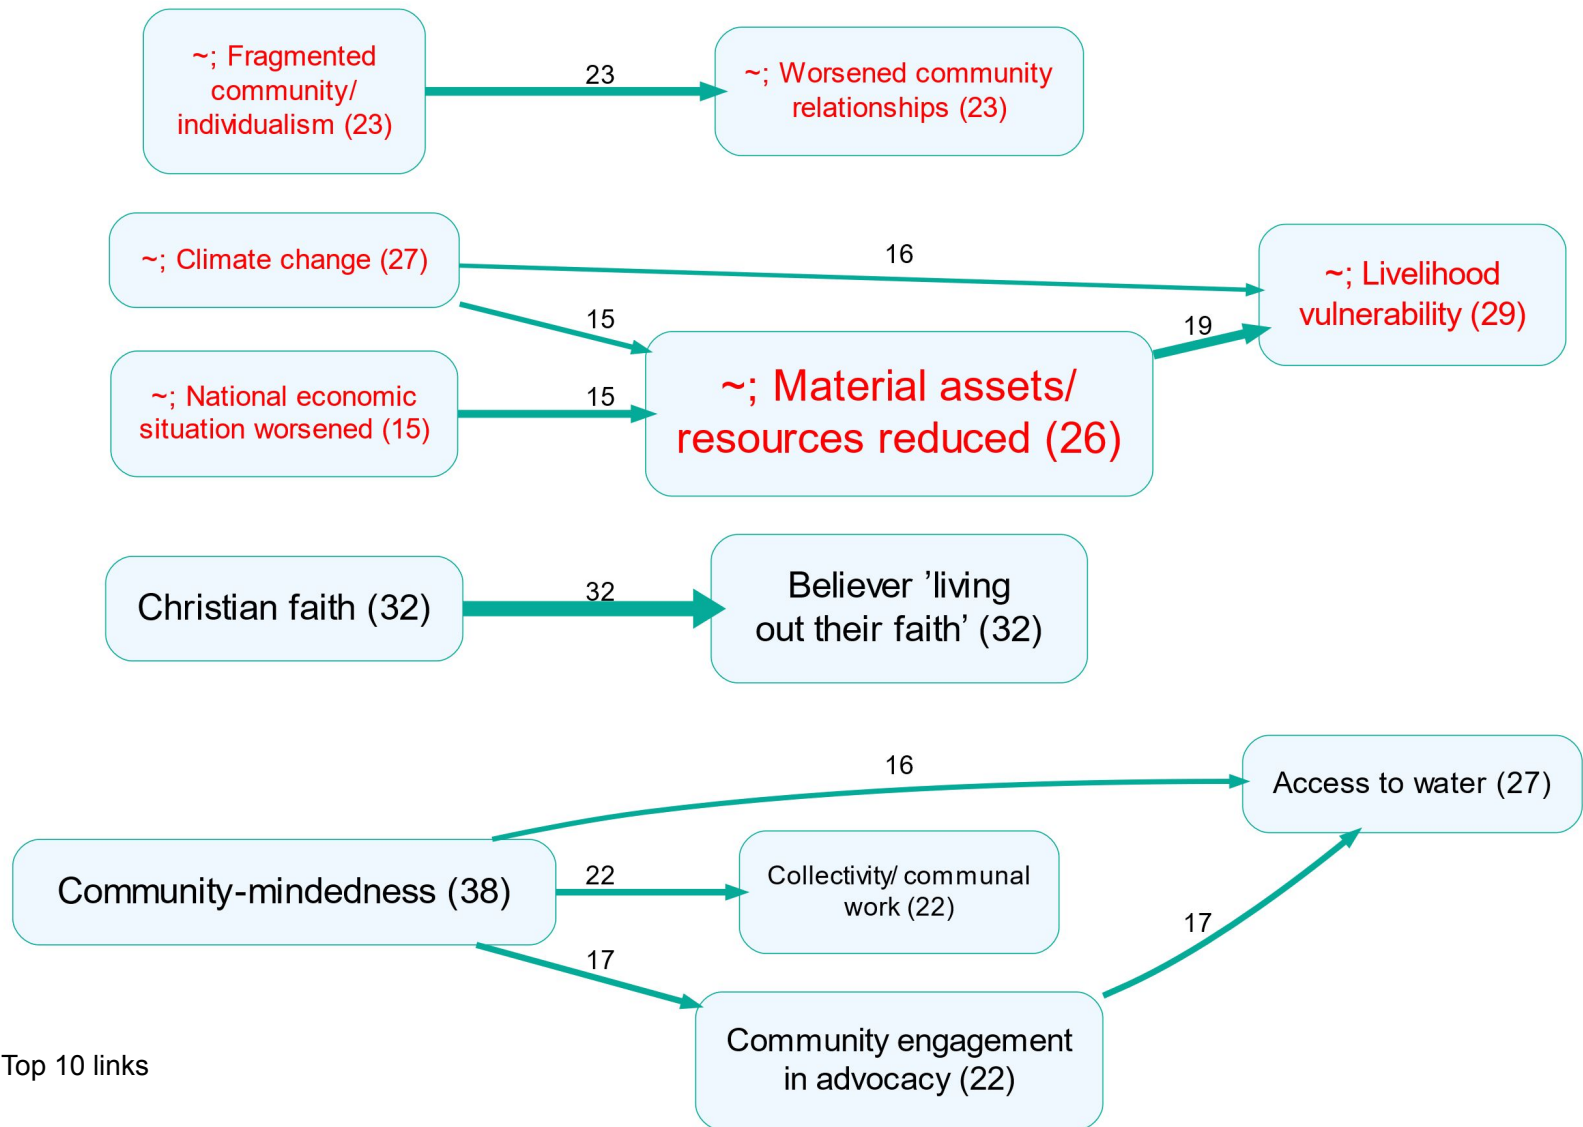 ~; Fragmented
community/
individualism (23)
23
~; Worsened community
relationships (23)
~; Climate change (27)
16
15
~; Livelihood
vulnerability (29)
19
~; National economic
situation worsened (15)
15
~; Material assets/
resources reduced (26)
Christian faith (32)
32
Believer ’living
out their faith’ (32)
16
Access to water (27)
Community-mindedness (38)
22
Collectivity/ communal
work (22)
17
17
Community engagement
in advocacy (22)
Top 10 links